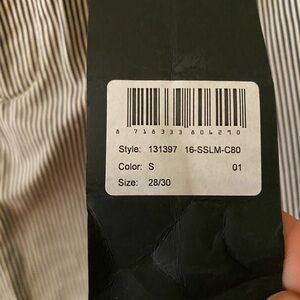 8 718333 806290
Style: 131397 16-SSLM-C80
Color: S 01
Size: 28/30